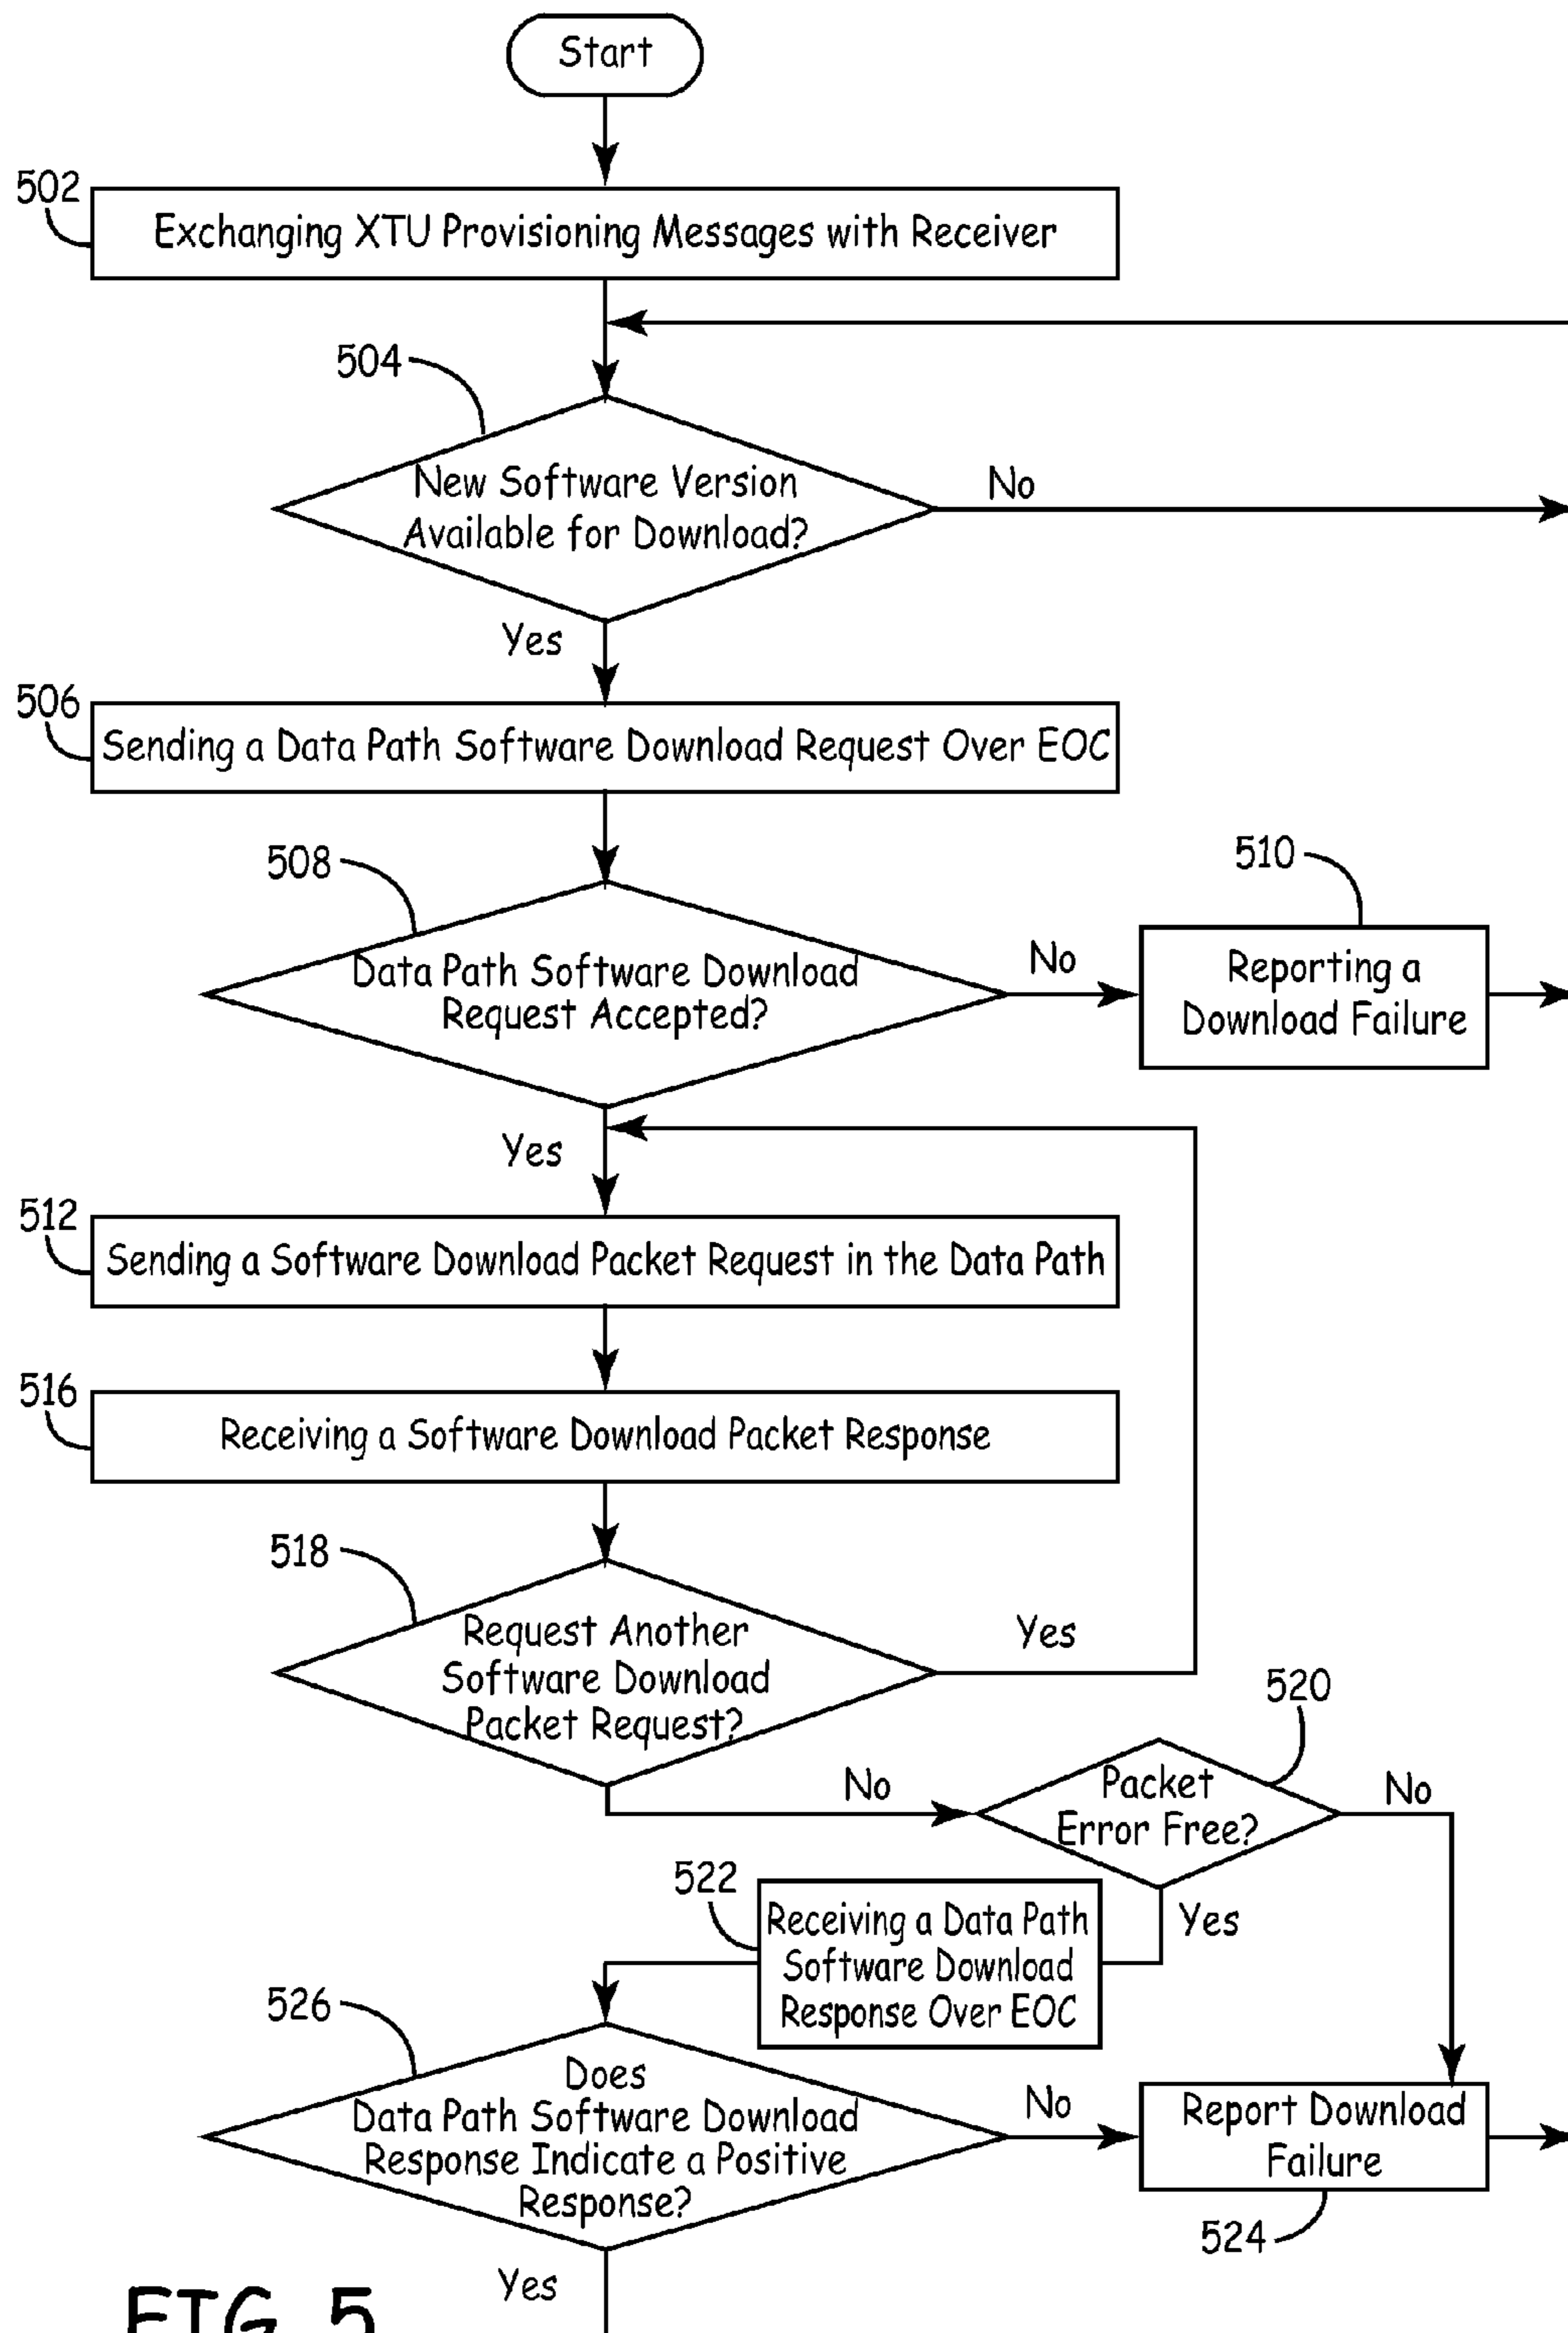 Start
502
Exchanging XTU Provisioning Messages with Receiver
504
New Software Version
Available for Download?
No
Yes
506
Sending a Data Path Software Download Request Over EOC
508
Data Path Software Download
Request Accepted?
No
510
Reporting a
Download Failure
Yes
512
Sending a Software Download Packet Request in the Data Path
516
Receiving a Software Download Packet Response
518
Request Another
Software Download
Packet Request?
Yes
No
520
Packet
Error Free?
No
Yes
522
Receiving a Data Path
Software Download
Response Over EOC
526
Does
Data Path Software Download
Response Indicate a Positive
Response?
No
Report Download
Failure
524
Yes
FIG 5